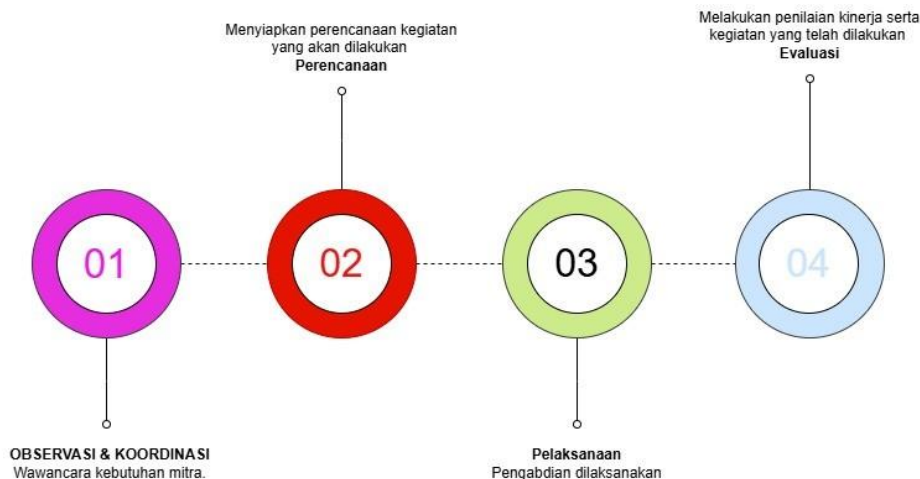 Menyiapkan perencanaan kegiatan
yang akan dilakukan
Perencanaan
Melakukan penilaian kinerja serta
kegiatan yang telah dilakukan
Evaluasi
01
02
03
04
OBSERVASI & KOORDINASI
Wawancara kebutuhan mitra.
Pelaksanaan
Pengabdian dilaksanakan